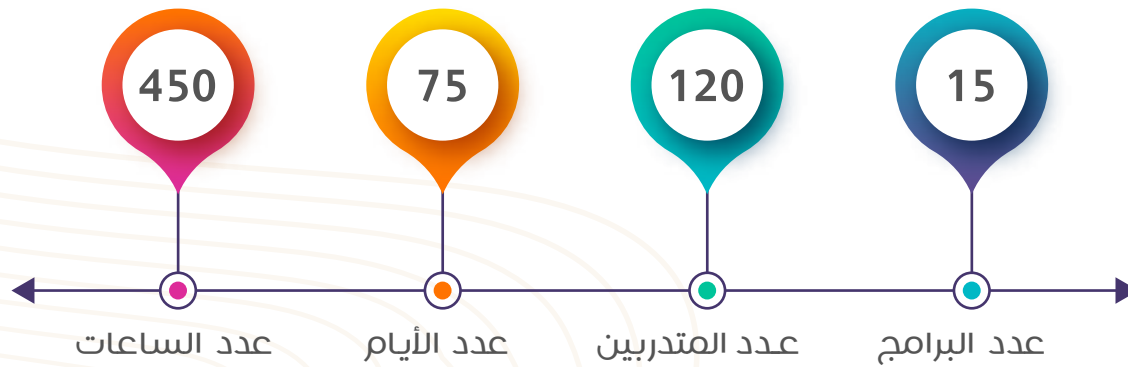 15
عدد البرامج
120
عدد المتدربين
75
عدد الأيام
450
عدد الساعات